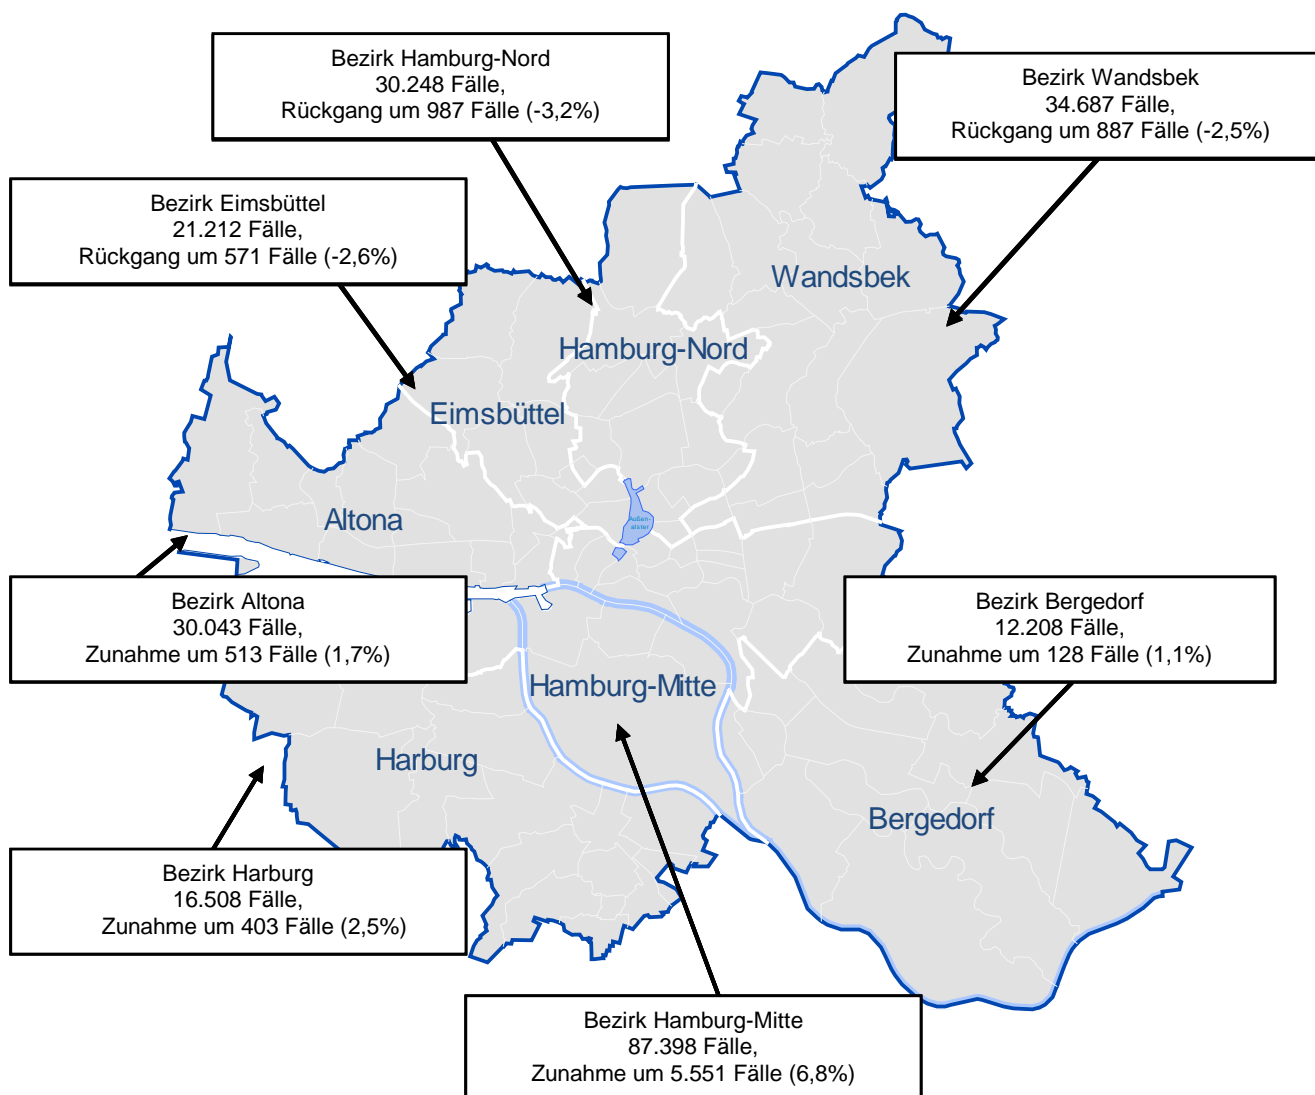 Bezirk Hamburg-Nord
30.248 Fälle,
Rückgang um 987 Fälle (-3,2%)
Bezirk Wandsbek
34.687 Fälle,
Rückgang um 887 Fälle (-2,5%)
Bezirk Eimsbüttel
21.212 Fälle,
Rückgang um 571 Fälle (-2,6%)
Wandsbek
Hamburg-Nord
Eimsbüttel
Altona
Außen-
alster
Bezirk Altona
30.043 Fälle,
Zunahme um 513 Fälle (1,7%)
Bezirk Bergedorf
12.208 Fälle,
Zunahme um 128 Fälle (1,1%)
Hamburg-Mitte
Harburg
Bergedorf
Bezirk Harburg
16.508 Fälle,
Zunahme um 403 Fälle (2,5%)
Bezirk Hamburg-Mitte
87.398 Fälle,
Zunahme um 5.551 Fälle (6,8%)